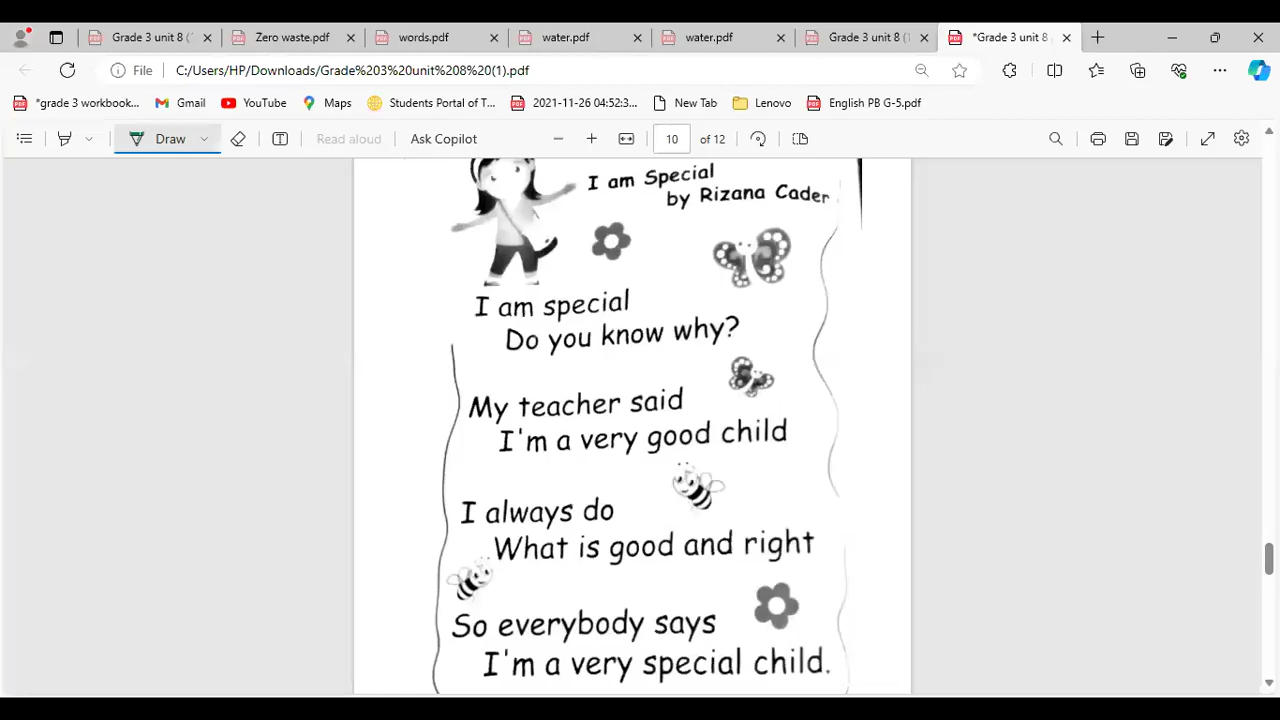 Grade 3 unit 8 (
Zero waste.pdf
words.pdf
water.pdf
water.pdf
Grade 3 unit 8 (
*Grade 3 unit 8
File
C:/Users/HP/Downloads/Grade%203%20unit%208%20(1).pdf
*grade 3 workbook...
Gmail
YouTube
Maps
Students Portal of T...
2021-11-26 04:52:3...
New Tab
Lenovo
English PB G-5.pdf
Draw
Read aloud
Ask Copilot
10
of 12
I am Special
by Rizana Cader
I am special
Do you know why?
My teacher said
I'm a very good child
I always do
What is good and right
So everybody says
I'm a very special child.